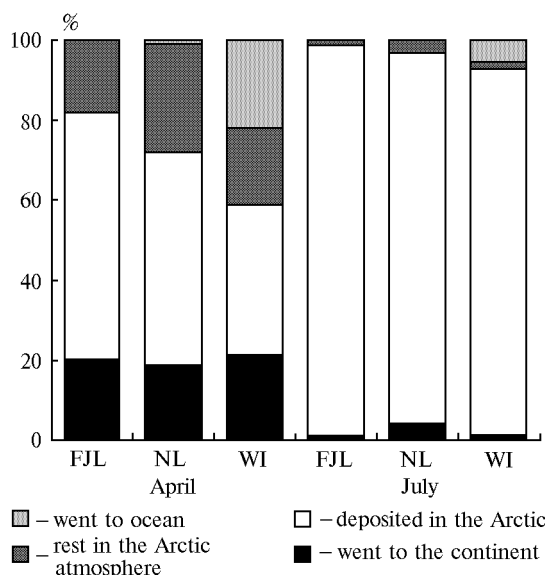 %
100
80
60
40
20
0
FJL NL WI FJL NL WI
April July
– went to ocean
– deposited in the Arctic
– rest in the Arctic
atmosphere
– went to the continent